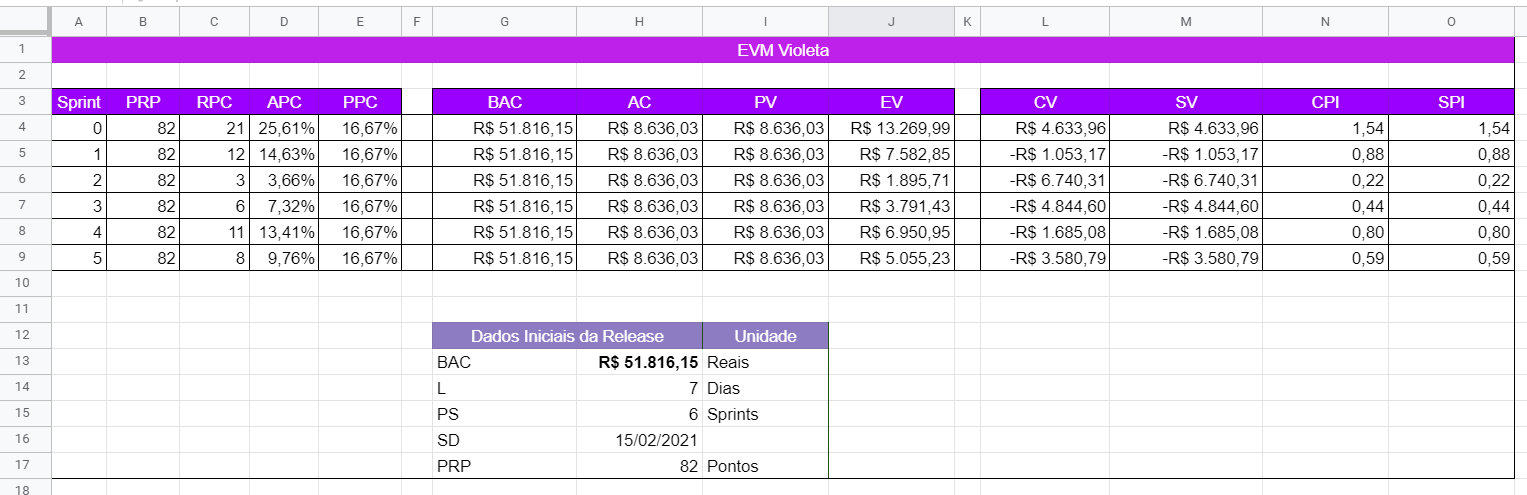 A B C D E F G H I J K L M N O
1 EVM Violeta
2
3 Sprint PRP RPC APC PPC BAC AC PV EV CV SV CPI SPI
4 0 82 21 25,61% 16,67% R$ 51.816,15 R$ 8.636,03 R$ 8.636,03 R$ 13.269,99 R$ 4.633,96 R$ 4.633,96 1,54 1,54
5 1 82 12 14,63% 16,67% R$ 51.816,15 R$ 8.636,03 R$ 8.636,03 R$ 7.582,85 -R$ 1.053,17 -R$ 1.053,17 0,88 0,88
6 2 82 3 3,66% 16,67% R$ 51.816,15 R$ 8.636,03 R$ 8.636,03 R$ 1.895,71 -R$ 6.740,31 -R$ 6.740,31 0,22 0,22
7 3 82 6 7,32% 16,67% R$ 51.816,15 R$ 8.636,03 R$ 8.636,03 R$ 3.791,43 -R$ 4.844,60 -R$ 4.844,60 0,44 0,44
8 4 82 11 13,41% 16,67% R$ 51.816,15 R$ 8.636,03 R$ 8.636,03 R$ 6.950,95 -R$ 1.685,08 -R$ 1.685,08 0,80 0,80
9 5 82 8 9,76% 16,67% R$ 51.816,15 R$ 8.636,03 R$ 8.636,03 R$ 5.055,23 -R$ 3.580,79 -R$ 3.580,79 0,59 0,59
10
11
12 Dados Iniciais da Release Unidade
13 BAC R$ 51.816,15 Reais
14 L 7 Dias
15 PS 6 Sprints
16 SD 15/02/2021
17 PRP 82 Pontos
18